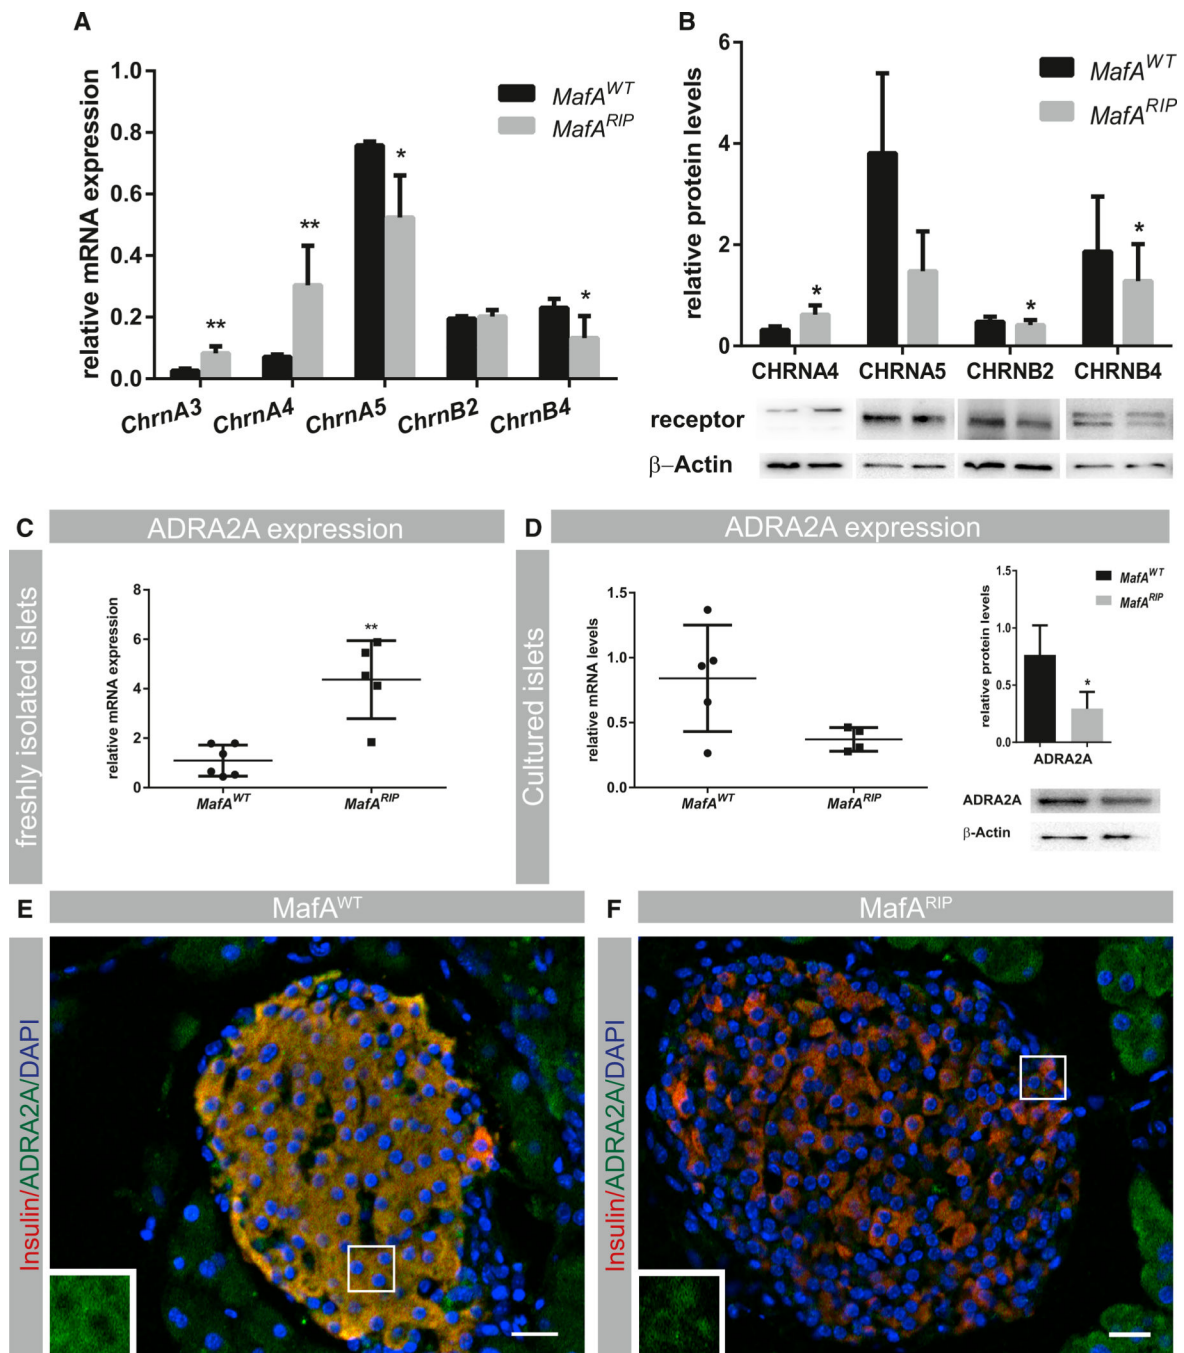 A
relative mRNA expression
1.0
0.8
0.6
0.4
0.2
0.0
MafA^WT
MafA^RIP
**
**
*
*
ChrnA3
ChrnA4
ChrnA5
ChrnB2
ChrnB4
B
relative protein levels
6
4
2
0
MafA^WT
MafA^RIP
*
*
*
CHRNA4
CHRNA5
CHRNB2
CHRNB4
receptor
β–Actin
C
ADRA2A expression
freshly isolated islets
relative mRNA expression
8
6
4
2
0
**
MafA^WT
MafA^RIP
D
ADRA2A expression
Cultured islets
relative mRNA levels
1.5
1.0
0.5
0.0
MafA^WT
MafA^RIP
relative protein levels
1.5
1.0
0.5
0.0
MafA^WT
MafA^RIP
*
ADRA2A
ADRA2A
β-Actin
E
MafA^WT
Insulin/ADRA2A/DAPI
F
MafA^RIP
Insulin/ADRA2A/DAPI